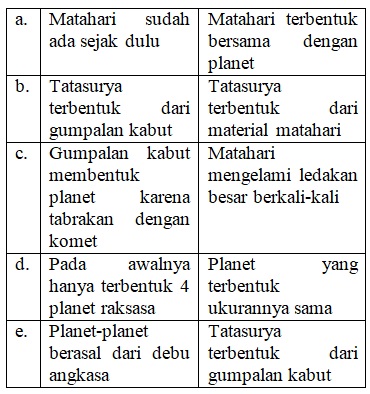 a. Matahari sudah Matahari terbentuk
ada sejak dulu bersama dengan
planet
b. Tatasurya Tatasurya
terbentuk dari terbentuk dari
gumpalan kabut material matahari
c. Gumpalan kabut Matahari
membentuk mengelami ledakan
planet karena besar berkali-kali
tabrakan dengan
komet
d. Pada awalnya Planet yang
hanya terbentuk 4 terbentuk
planet raksasa ukurannya sama
e. Planet-planet Tatasurya
berasal dari debu terbentuk dari
angkasa gumpalan kabut